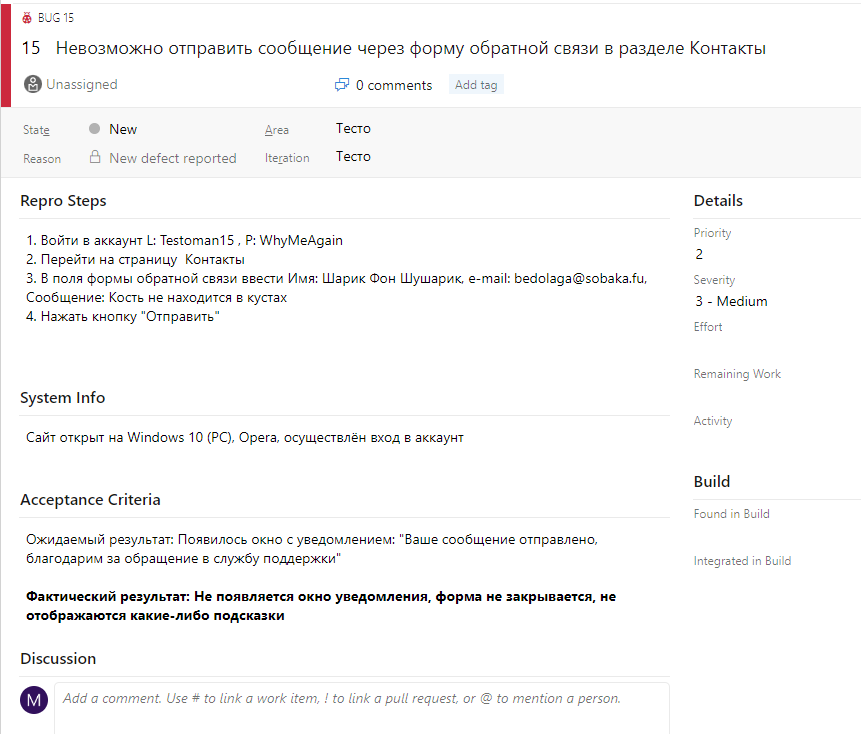 BUG 15
15 Невозможно отправить сообщение через форму обратной связи в разделе Контакты
Unassigned
0 comments
Add tag
State New
Area Тесто
Reason New defect reported
Iteration Тесто
Repro Steps
1. Войти в аккаунт L: Testoman15 , P: WhyMeAgain
2. Перейти на страницу  Контакты
3. В поля формы обратной связи ввести Имя: Шарик Фон Шушарик, e-mail: bedolaga@sobaka.fu,
Сообщение: Кость не находится в кустах
4. Нажать кнопку "Отправить"
System Info
Сайт открыт на Windows 10 (PC), Opera, осуществлён вход в аккаунт
Acceptance Criteria
Ожидаемый результат: Появилось окно с уведомлением: "Ваше сообщение отправлено,
благодарим за обращение в службу поддержки"
Фактический результат: Не появляется окно уведомления, форма не закрывается, не
отображаются какие-либо подсказки
Discussion
M
Add a comment. Use # to link a work item, ! to link a pull request, or @ to mention a person.
Details
Priority
2
Severity
3 - Medium
Effort
Remaining Work
Activity
Build
Found in Build
Integrated in Build